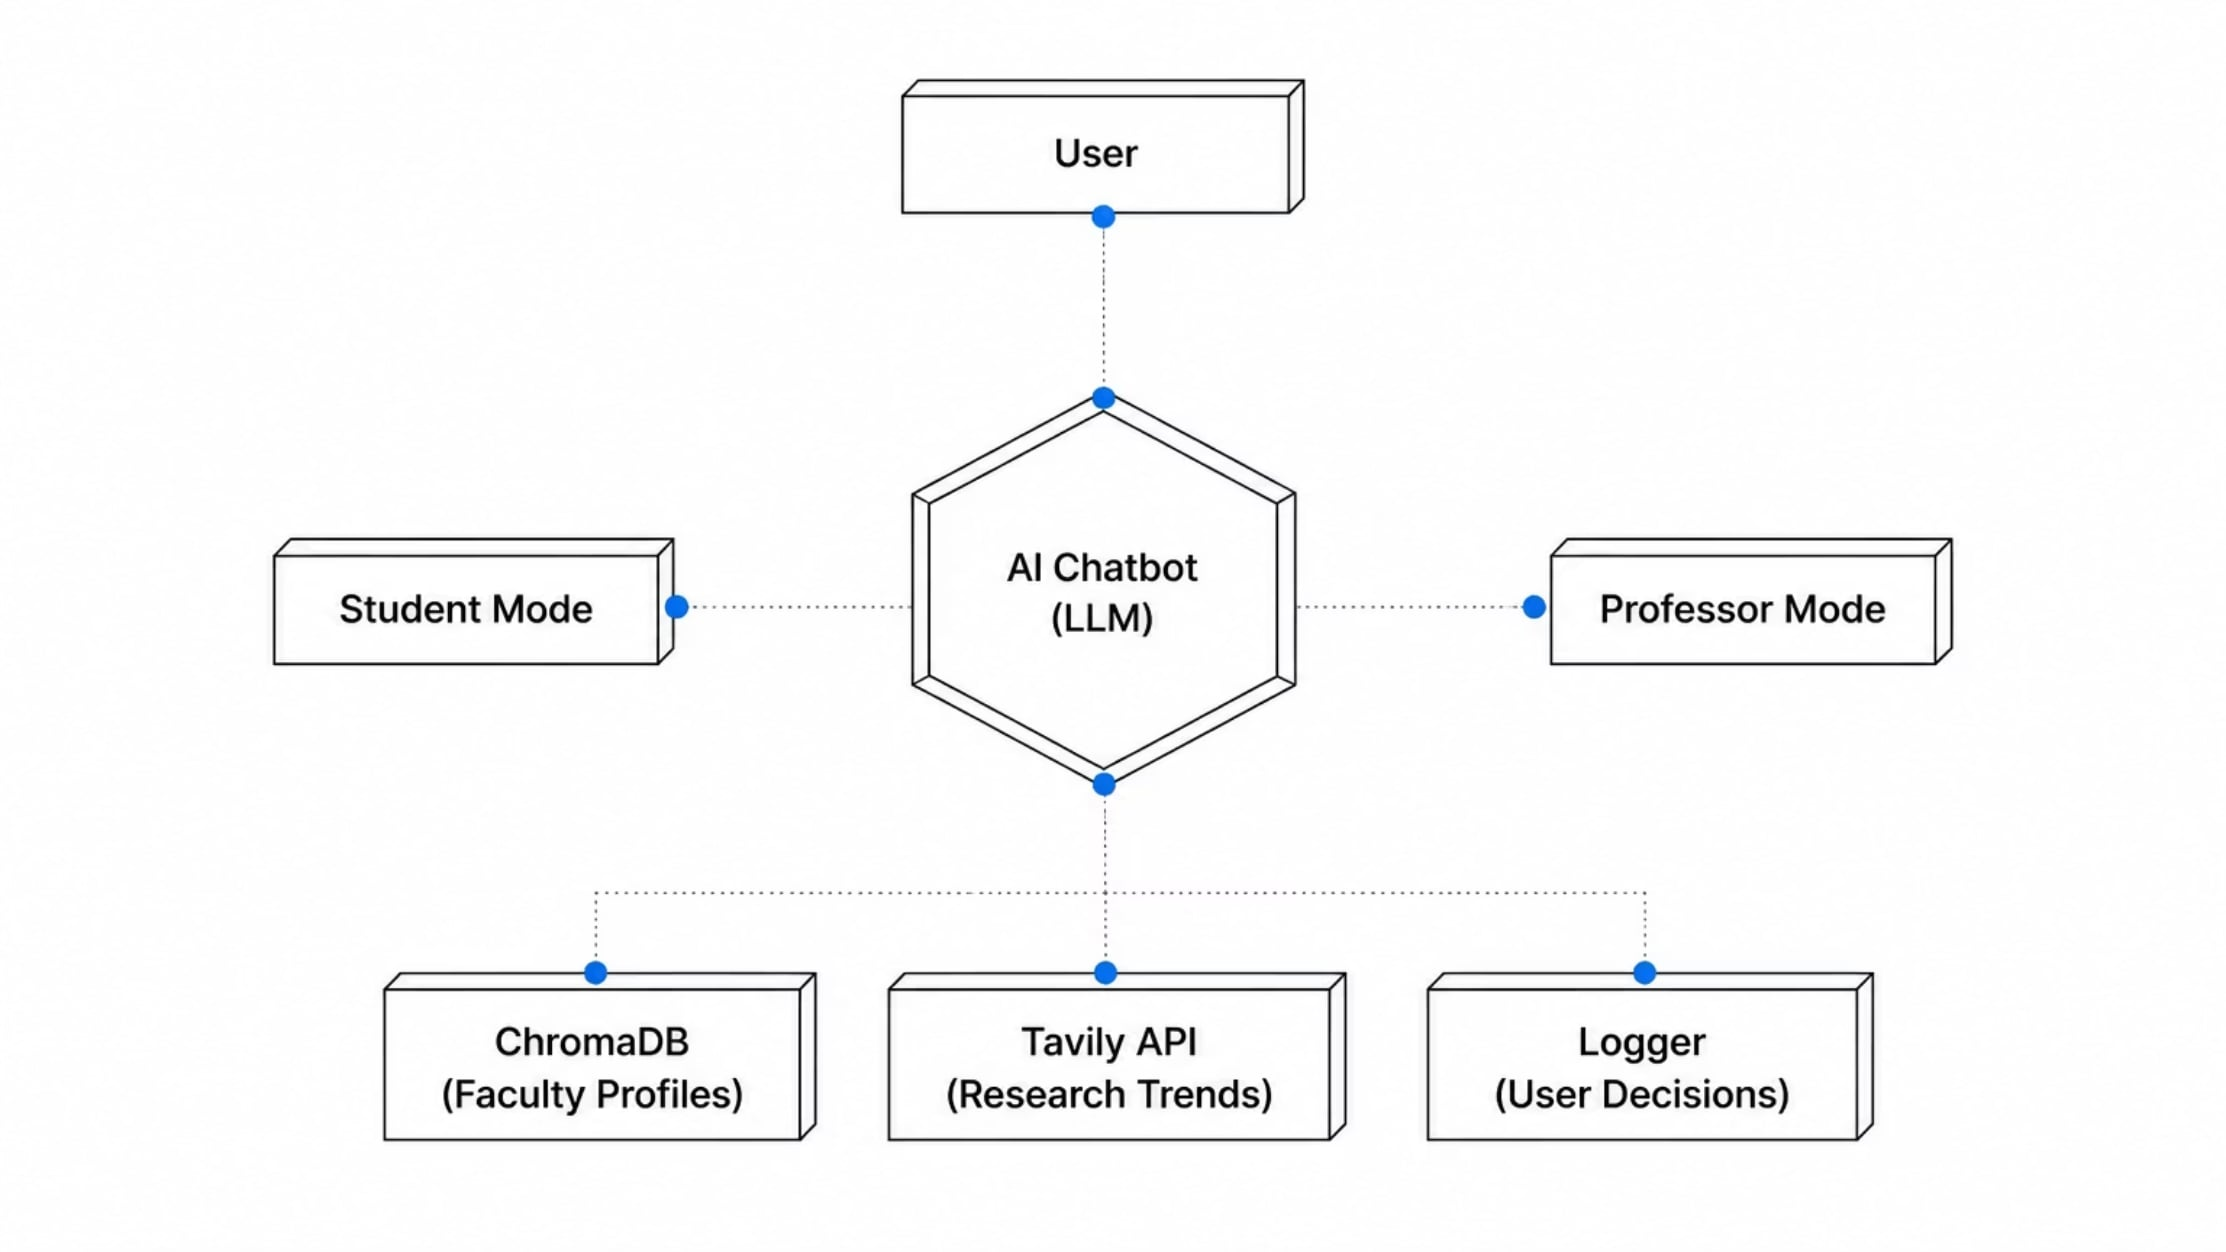 User
AI Chatbot
(LLM)
Student Mode
Professor Mode
ChromaDB
(Faculty Profiles)
Tavily API
(Research Trends)
Logger
(User Decisions)